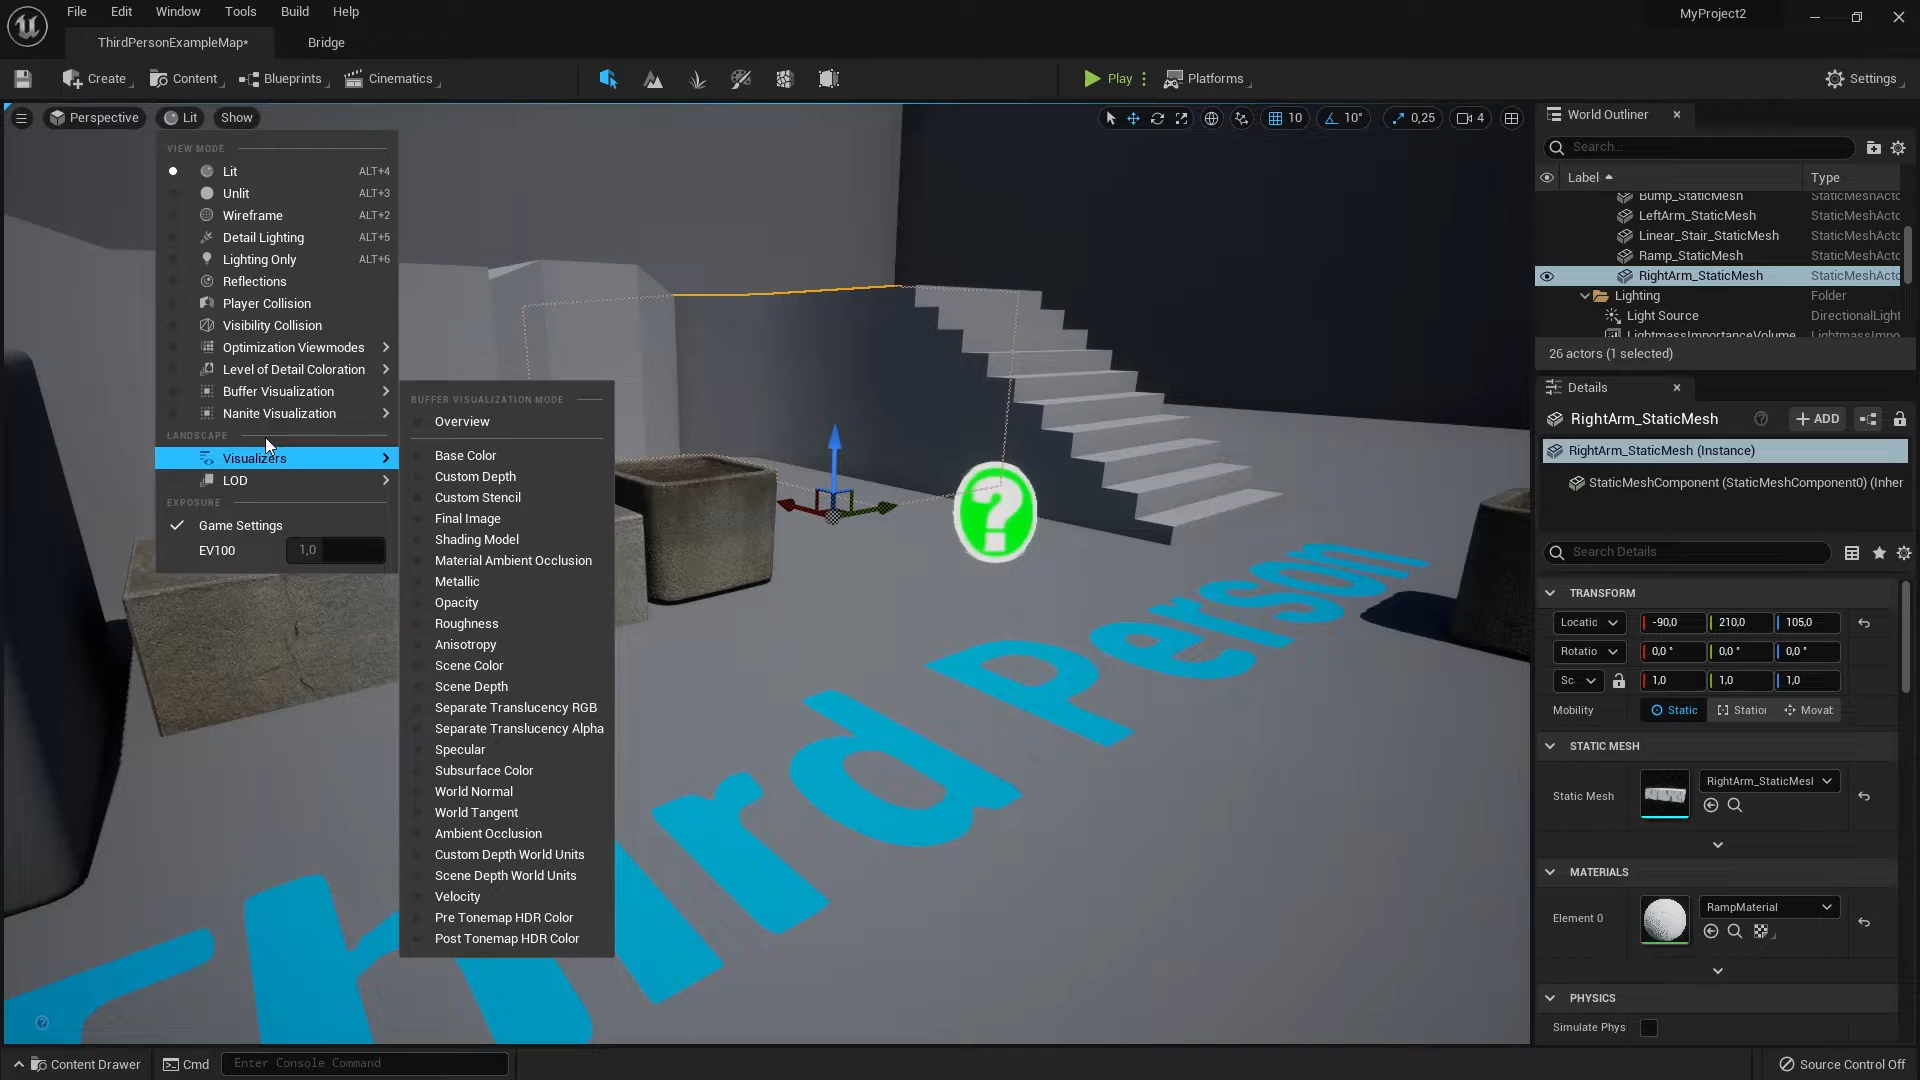 File Edit Window Tools Build Help
MyProject2
ThirdPersonExampleMap*
Bridge
Create
Content
Blueprints
Cinematics
Play
Platforms
Settings
Perspective
Lit
Show
10
10°
0,25
4
VIEW MODE
Lit ALT+4
Unlit ALT+3
Wireframe ALT+2
Detail Lighting ALT+5
Lighting Only ALT+6
Reflections
Player Collision
Visibility Collision
Optimization Viewmodes
Level of Detail Coloration
Buffer Visualization
Nanite Visualization
LANDSCAPE
Visualizers
LOD
EXPOSURE
Game Settings
EV100 1,0
BUFFER VISUALIZATION MODE
Overview
Base Color
Custom Depth
Custom Stencil
Final Image
Shading Model
Material Ambient Occlusion
Metallic
Opacity
Roughness
Anisotropy
Scene Color
Scene Depth
Separate Translucency RGB
Separate Translucency Alpha
Specular
Subsurface Color
World Normal
World Tangent
Ambient Occlusion
Custom Depth World Units
Scene Depth World Units
Velocity
Pre Tonemap HDR Color
Post Tonemap HDR Color
?
Third Person
World Outliner
Search...
Label Type
Bump_StaticMesh StaticMeshActo
LeftArm_StaticMesh StaticMeshActo
Linear_Stair_StaticMesh StaticMeshActo
Ramp_StaticMesh StaticMeshActo
RightArm_StaticMesh StaticMeshActo
Lighting Folder
Light Source DirectionalLight
LightmassImportanceVolume LightmassImpo
26 actors (1 selected)
Details
RightArm_StaticMesh
ADD
RightArm_StaticMesh (Instance)
StaticMeshComponent (StaticMeshComponent0) (Inher
Search Details
TRANSFORM
Locatic -90,0 210,0 105,0
Rotatio 0,0 ° 0,0 ° 0,0 °
Sc 1,0 1,0 1,0
Mobility Static Station Movat
STATIC MESH
Static Mesh
RightArm_StaticMesl
MATERIALS
Element 0
RampMaterial
PHYSICS
Simulate Phys
Content Drawer
Cmd
Enter Console Command
Source Control Off